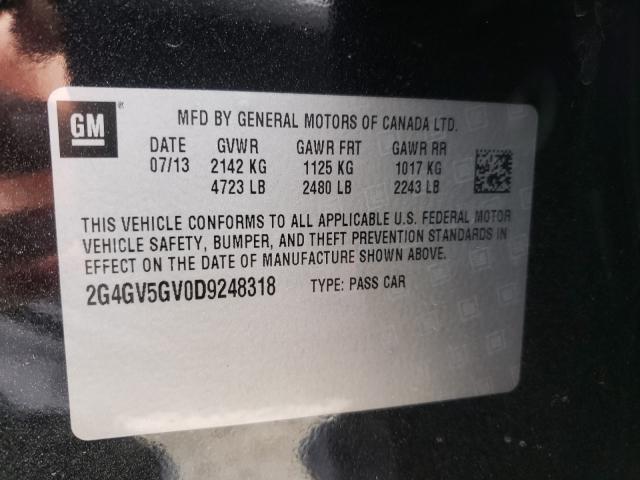 GM
MFD BY GENERAL MOTORS OF CANADA LTD.
DATE GVWR GAWR FRT GAWR RR
07/13 2142 KG 1125 KG 1017 KG
4723 LB 2480 LB 2243 LB
THIS VEHICLE CONFORMS TO ALL APPLICABLE U.S. FEDERAL MOTOR
VEHICLE SAFETY, BUMPER, AND THEFT PREVENTION STANDARDS IN
EFFECT ON THE DATE OF MANUFACTURE SHOWN ABOVE.
2G4GV5GV0D9248318 TYPE: PASS CAR